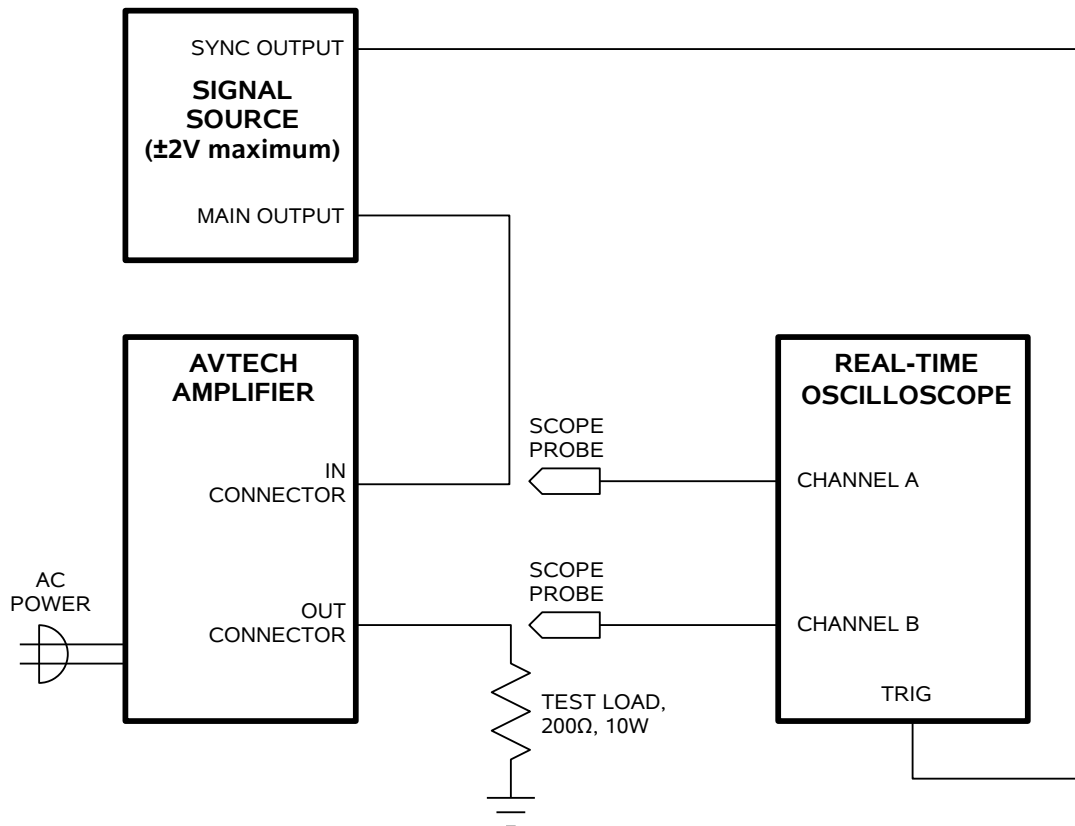 SYNC OUTPUT
SIGNAL
SOURCE
(±2V maximum)
MAIN OUTPUT
AVTECH
AMPLIFIER
IN
CONNECTOR
OUT
CONNECTOR
AC
POWER
SCOPE
PROBE
SCOPE
PROBE
TEST LOAD,
200Ω, 10W
REAL-TIME
OSCILLOSCOPE
CHANNEL A
CHANNEL B
TRIG